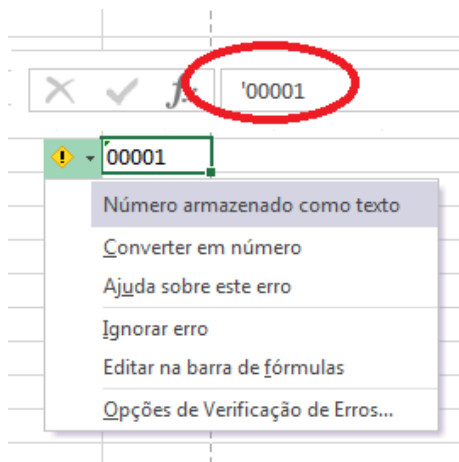 fx '00001
00001
Número armazenado como texto
Converter em número
Ajuda sobre este erro
Ignorar erro
Editar na barra de fórmulas
Opções de Verificação de Erros...